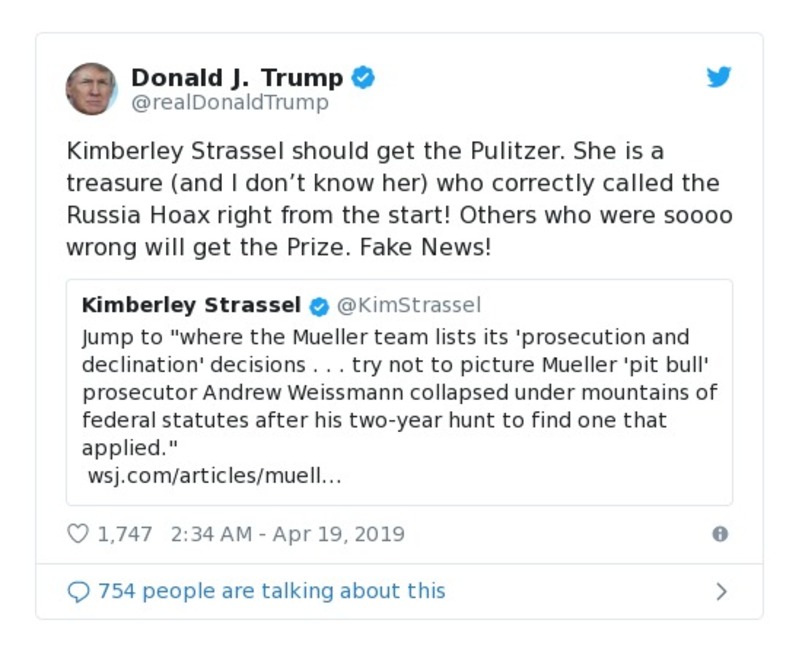 Donald J. Trump
@realDonaldTrump
Kimberley Strassel should get the Pulitzer. She is a
treasure (and I don’t know her) who correctly called the
Russia Hoax right from the start! Others who were soooo
wrong will get the Prize. Fake News!
Kimberley Strassel @KimStrassel
Jump to "where the Mueller team lists its 'prosecution and
declination' decisions . . . try not to picture Mueller 'pit bull'
prosecutor Andrew Weissmann collapsed under mountains of
federal statutes after his two-year hunt to find one that
applied."
wsj.com/articles/muell...
1,747 2:34 AM - Apr 19, 2019
754 people are talking about this